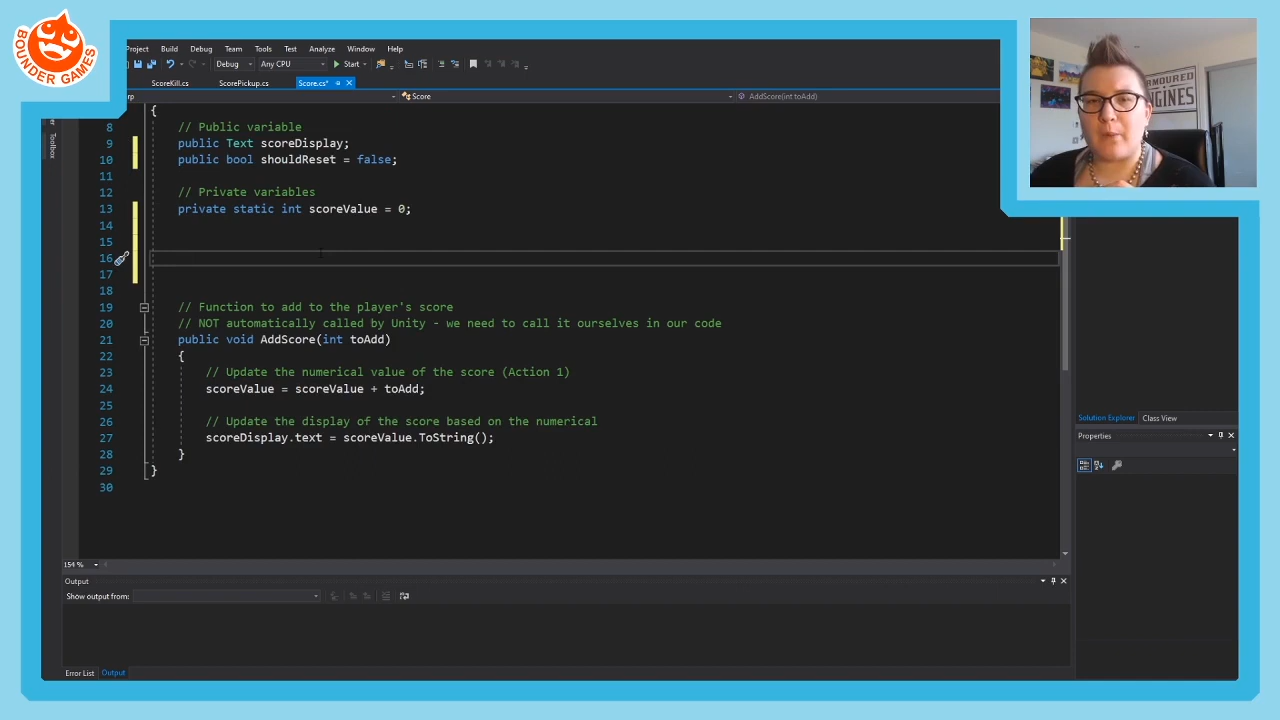 BOUNDER GAMES
Project Build Debug Team Tools Test Analyze Window Help
Debug Any CPU Start
ScoreKill.cs ScorePickup.cs Score.cs*
Score AddScore(int toAdd)
Toolbox
{
8 // Public variable
9 public Text scoreDisplay;
10 public bool shouldReset = false;
11
12 // Private variables
13 private static int scoreValue = 0;
14
15
16
17
18
19 // Function to add to the player's score
20 // NOT automatically called by Unity - we need to call it ourselves in our code
21 public void AddScore(int toAdd)
22 {
23 // Update the numerical value of the score (Action 1)
24 scoreValue = scoreValue + toAdd;
25
26 // Update the display of the score based on the numerical
27 scoreDisplay.text = scoreValue.ToString();
28 }
29 }
30
154 %
Output
Show output from:
Error List Output
Solution Explorer Class View
Properties
ARMOURED
ENGINES